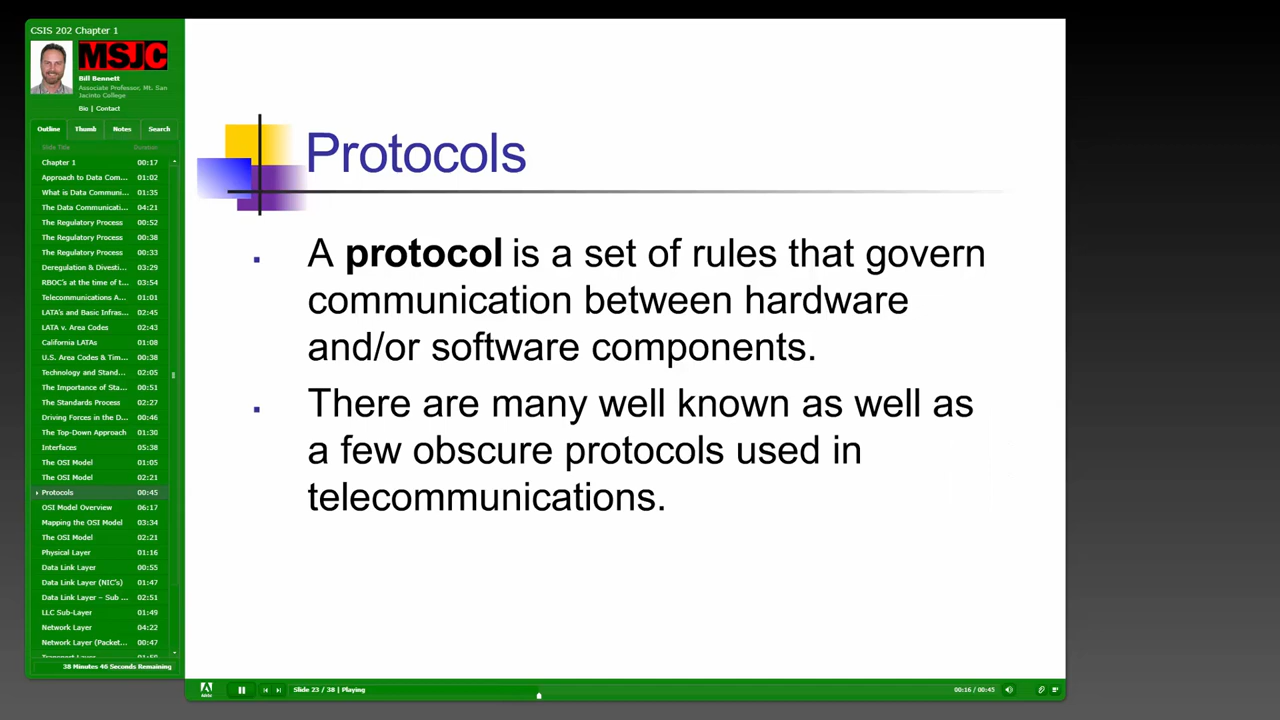 CSIS 202 Chapter 1
MSJC
Bill Bennett
Associate Professor, Mt. San
Jacinto College
Bio | Contact
Outline Thumb Notes Search
Slide Title Duration
Chapter 1 00:17
Approach to Data Com... 01:02
What is Data Communi... 01:35
The Data Communicati... 04:21
The Regulatory Process 00:52
The Regulatory Process 00:38
The Regulatory Process 00:33
Deregulation & Divesti... 03:29
RBOC's at the time of t... 03:54
Telecommunications A... 01:01
LATA's and Basic Infras... 02:45
LATA v. Area Codes 02:43
California LATAs 01:08
U.S. Area Codes & Tim... 00:38
Technology and Stand... 02:05
The Importance of Sta... 00:51
The Standards Process 02:27
Driving Forces in the D... 00:46
The Top-Down Approach 01:30
Interfaces 05:38
The OSI Model 01:05
The OSI Model 02:21
Protocols 00:45
OSI Model Overview 06:17
Mapping the OSI Model 03:34
The OSI Model 02:21
Physical Layer 01:16
Data Link Layer 00:55
Data Link Layer (NIC's) 01:47
Data Link Layer – Sub ... 02:51
LLC Sub-Layer 01:49
Network Layer 04:22
Network Layer (Packet... 00:47
38 Minutes 46 Seconds Remaining
Protocols
A protocol is a set of rules that govern
communication between hardware
and/or software components.
There are many well known as well as
a few obscure protocols used in
telecommunications.
Adobe
Slide 23 / 38 | Playing
00:16 / 00:45